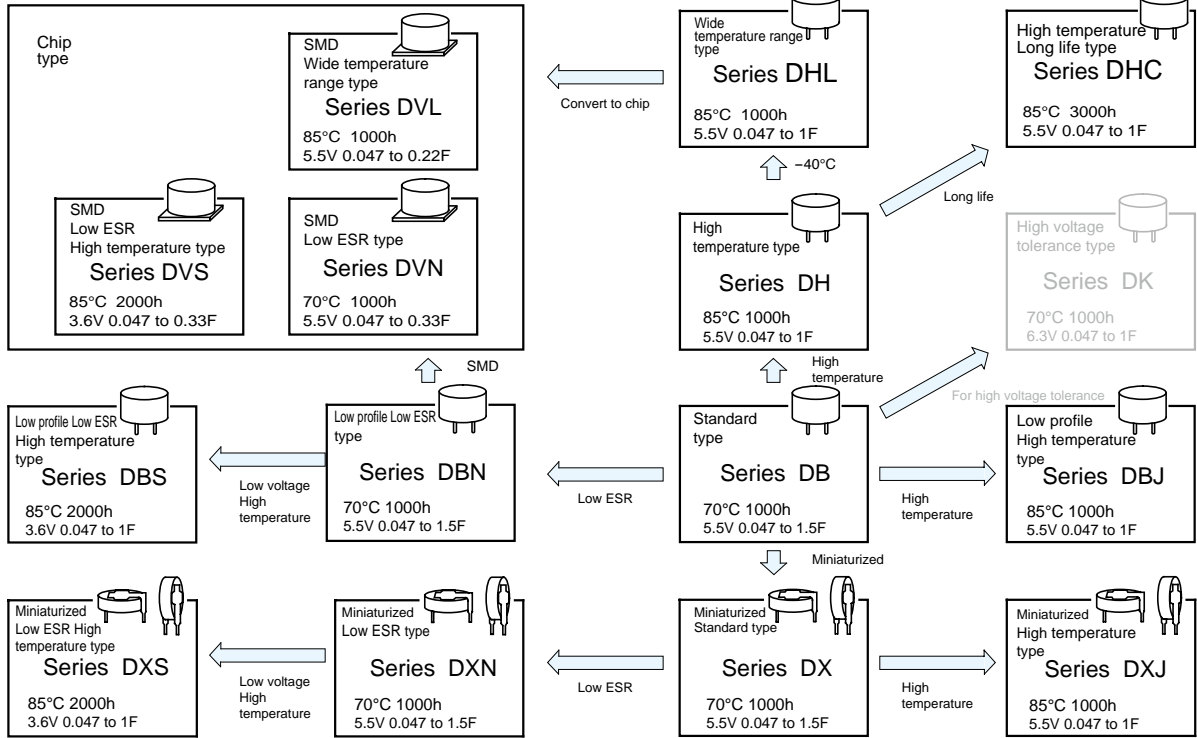 Chip
type
SMD
Wide temperature
range type
Series DVL
85°C 1000h
5.5V 0.047 to 0.22F
SMD
Low ESR
High temperature type
Series DVS
85°C 2000h
3.6V 0.047 to 0.33F
SMD
Low ESR type
Series DVN
70°C 1000h
5.5V 0.047 to 0.33F
Convert to chip
Wide
temperature range
type
Series DHL
85°C 1000h
5.5V 0.047 to 1F
High temperature
Long life type
Series DHC
85°C 3000h
5.5V 0.047 to 1F
−40°C
Long life
High
temperature type
Series DH
85°C 1000h
5.5V 0.047 to 1F
High voltage
tolerance type
Series DK
70°C 1000h
6.3V 0.047 to 1F
SMD
High
temperature
For high voltage tolerance
Low profile Low ESR
High temperature
type
Series DBS
85°C 2000h
3.6V 0.047 to 1F
Low voltage
High
temperature
Low profile Low ESR
type
Series DBN
70°C 1000h
5.5V 0.047 to 1.5F
Low ESR
Standard
type
Series DB
70°C 1000h
5.5V 0.047 to 1.5F
High
temperature
Low profile
High temperature
type
Series DBJ
85°C 1000h
5.5V 0.047 to 1F
Miniaturized
Miniaturized
Low ESR High
temperature type
Series DXS
85°C 2000h
3.6V 0.047 to 1F
Low voltage
High
temperature
Miniaturized
Low ESR type
Series DXN
70°C 1000h
5.5V 0.047 to 1.5F
Low ESR
Miniaturized
Standard type
Series DX
70°C 1000h
5.5V 0.047 to 1.5F
High
temperature
Miniaturized
High temperature
type
Series DXJ
85°C 1000h
5.5V 0.047 to 1F